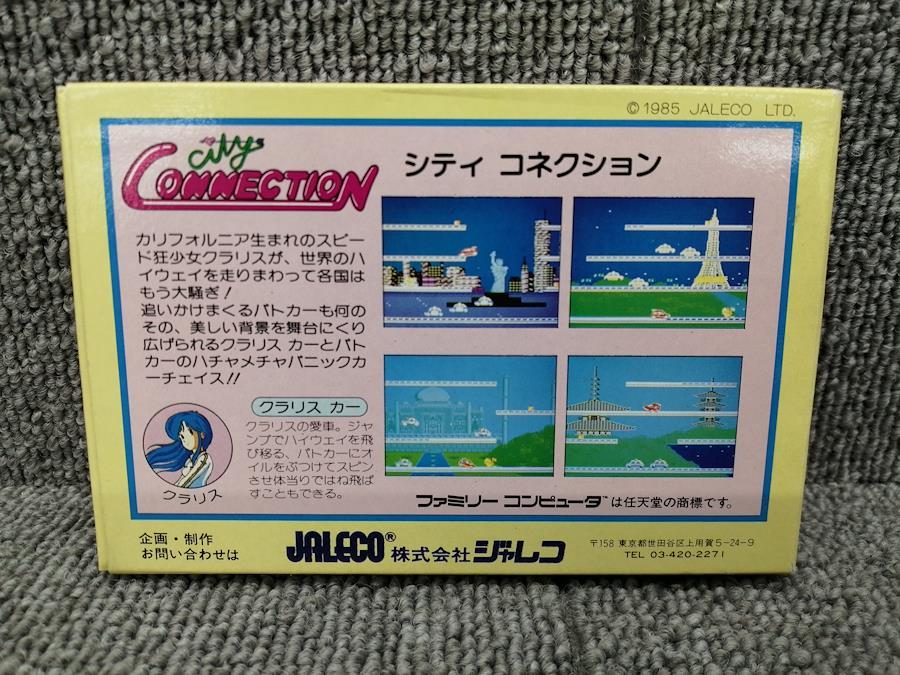 ©1985 JALECO LTD.
City
CONNECTION
シティ コネクション
カリフォルニア生まれのスピー
ド狂少女クラリスが、世界のハ
イウェイを走りまわって各国は
もう大騒ぎ!
追いかけまくるパトカーも何の
その、美しい背景を舞台にくり
広げられるクラリス カーとパト
カーのハチャメチャパニックカ
ーチェイス!!
クラリス
クラリス カー
クラリスの愛車。ジャ
ンプでハイウェイを飛
び移る、パトカーにオ
イルをぶつけてスピン
させ体当りではね飛ば
すこともできる。
ファミリー コンピュータ™は任天堂の商標です。
企画・制作
お問い合わせは
JALECO® 株式会社ジャレコ
〒158 東京都世田谷区上用賀5-24-9
TEL 03-420-2271